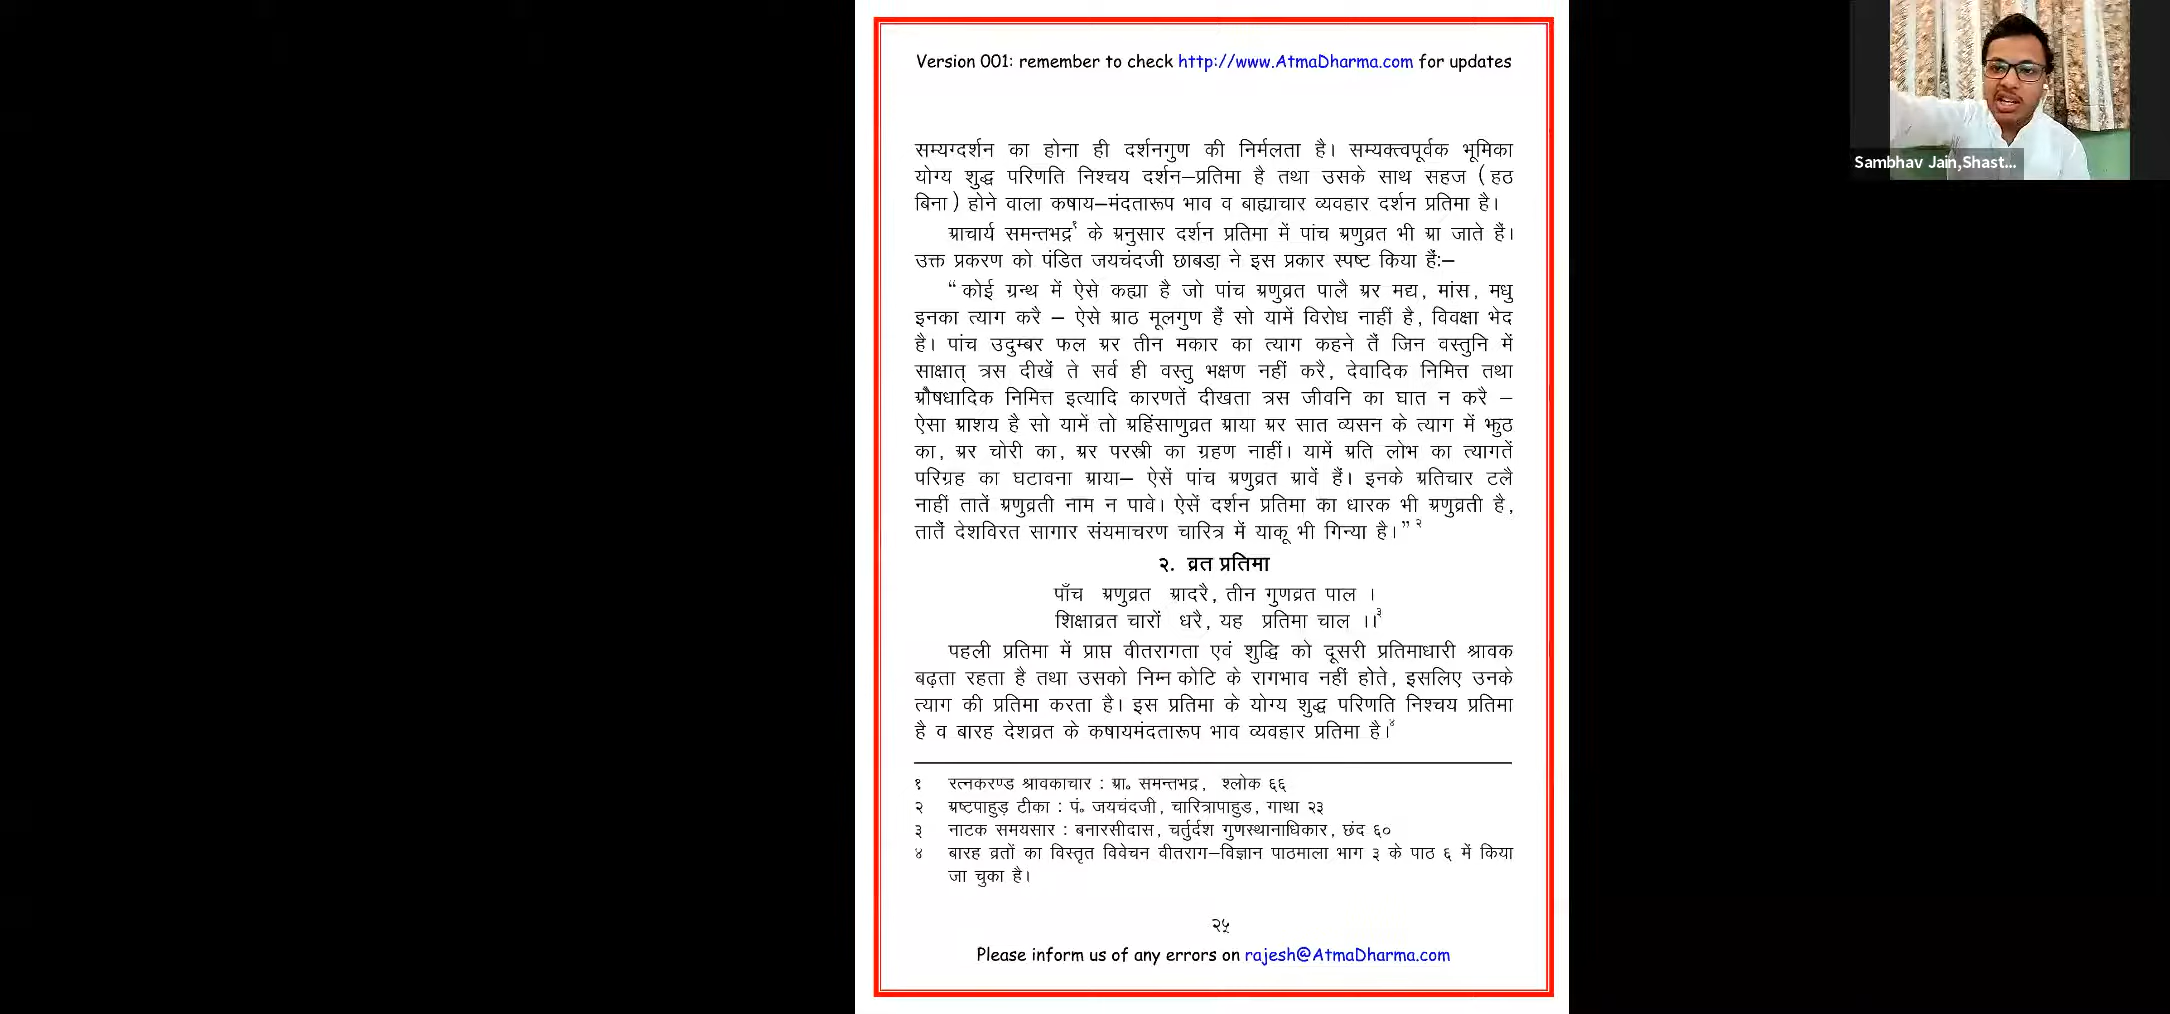 Version 001: remember to check http://www.AtmaDharma.com for updates
सम्यग्दर्शन का होना ही दर्शनगुण की निर्मलता है। सम्यक्त्वपूर्वक भूमिका
योग्य शुद्ध परिणति निश्चय दर्शन–प्रतिमा है तथा उसके साथ सहज (हठ
बिना) होने वाला कषाय–मंदतारूप भाव व बाह्याचार व्यवहार दर्शन प्रतिमा है।
आचार्य समन्तभद्र१ के अनुसार दर्शन प्रतिमा में पांच अणुव्रत भी आ जाते हैं।
उक्त प्रकरण को पंडित जयचंदजी छाबड़ा ने इस प्रकार स्पष्ट किया हैः–
“कोई ग्रन्थ में ऐसे कह्या है जो पांच अणुव्रत पालै अर मद्य, मांस, मधु
इनका त्याग करै – ऐसे आठ मूलगुण हैं सो यामें विरोध नाहीं है, विवक्षा भेद
है। पांच उदुम्बर फल अर तीन मकार का त्याग कहने तैं जिन वस्तुनि में
साक्षात् त्रस दीखें ते सर्व ही वस्तु भक्षण नहीं करै, देवादिक निमित्त तथा
औषधादिक निमित्त इत्यादि कारणतें दीखता त्रस जीवनि का घात न करै –
ऐसा आशय है सो यामें तो अहिंसाणुव्रत आया अर सात व्यसन के त्याग में झुठ
का, अर चोरी का, अर परस्त्री का ग्रहण नाहीं। यामें अति लोभ का त्यागतें
परिग्रह का घटावना आया– ऐसें पांच अणुव्रत आवें हैं। इनके अतिचार टलै
नाहीं तातें अणुव्रती नाम न पावे। ऐसें दर्शन प्रतिमा का धारक भी अणुव्रती है,
तातैं देशविरत सागार संयमाचरण चारित्र में याकू भी गिन्या है।”२
२. व्रत प्रतिमा
पाँच अणुव्रत आदरै, तीन गुणव्रत पाल ।
शिक्षाव्रत चारों धरै, यह प्रतिमा चाल ।।३
पहली प्रतिमा में प्राप्त वीतरागता एवं शुद्धि को दूसरी प्रतिमाधारी श्रावक
बढ़ता रहता है तथा उसको निम्न कोटि के रागभाव नहीं होते, इसलिए उनके
त्याग की प्रतिमा करता है। इस प्रतिमा के योग्य शुद्ध परिणति निश्चय प्रतिमा
है व बारह देशव्रत के कषायमंदतारूप भाव व्यवहार प्रतिमा है।४
१ रत्नकरण्ड श्रावकाचार : आ० समन्तभद्र, श्लोक ६६
२ अष्टपाहुड़ टीका : पं० जयचंदजी, चारित्रापाहुड, गाथा २३
३ नाटक समयसार : बनारसीदास, चर्तुर्दश गुणस्थानाधिकार, छंद ६०
४ बारह व्रतों का विस्तृत विवेचन वीतराग–विज्ञान पाठमाला भाग ३ के पाठ ६ में किया
जा चुका है।
२५
Please inform us of any errors on rajesh@AtmaDharma.com
Sambhav Jain,Shast...